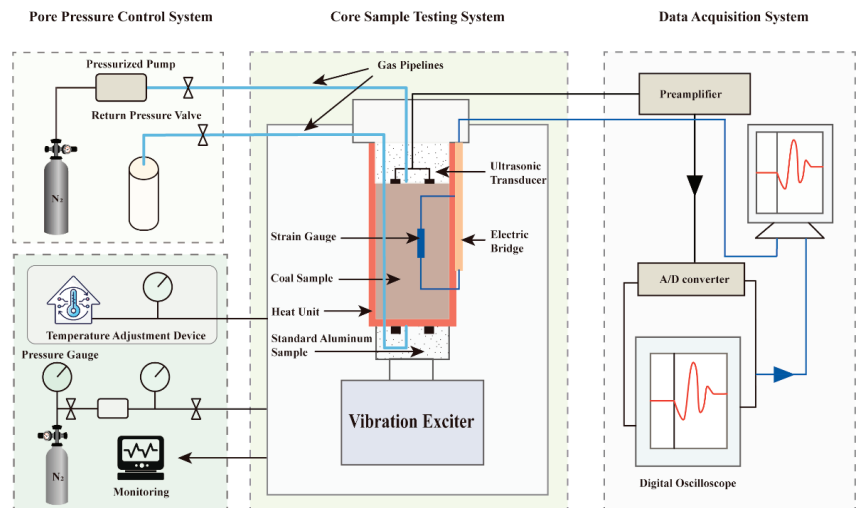 Pore Pressure Control System
Core Sample Testing System
Data Acquisition System
Pressurized Pump
Return Pressure Valve
N₂
Gas Pipelines
Ultrasonic
Transducer
Strain Gauge
Electric
Bridge
Coal Sample
Heat Unit
Standard Aluminum
Sample
Vibration Exciter
Temperature Adjustment Device
Pressure Gauge
N₂
Monitoring
Preamplifier
A/D converter
Digital Oscilloscope